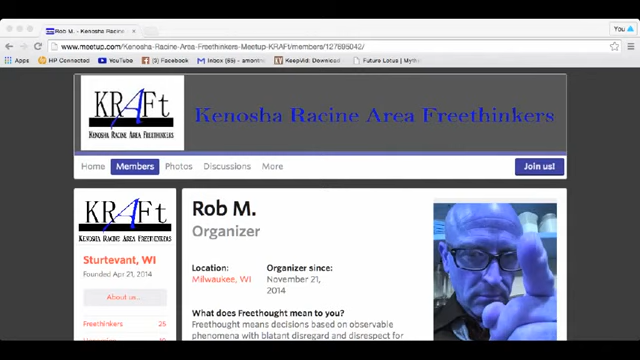 Rob M. - Kenosha Racine
You
www.meetup.com/Kenosha-Racine-Area-Freethinkers-Meetup-KRAFt/members/127895042/
Apps
HP Connected
YouTube
(5) Facebook
KeepVid: Download
Future Lotus | Myth
KRAFt
KENOSHA RACINE AREA FREETHINKERS
Kenosha Racine Area Freethinkers
Home
Members
Photos
Discussions
More
Join us!
KRAFt
KENOSHA RACINE AREA FREETHINKERS
Sturtevant, WI
Founded Apr 21, 2014
About us...
Freethinkers
Rob M.
Organizer
Location:
Milwaukee, WI
Organizer since:
November 21,
2014
What does Freethought mean to you?
Freethought means decisions based on observable
phenomena with blatant disregard and disrespect for